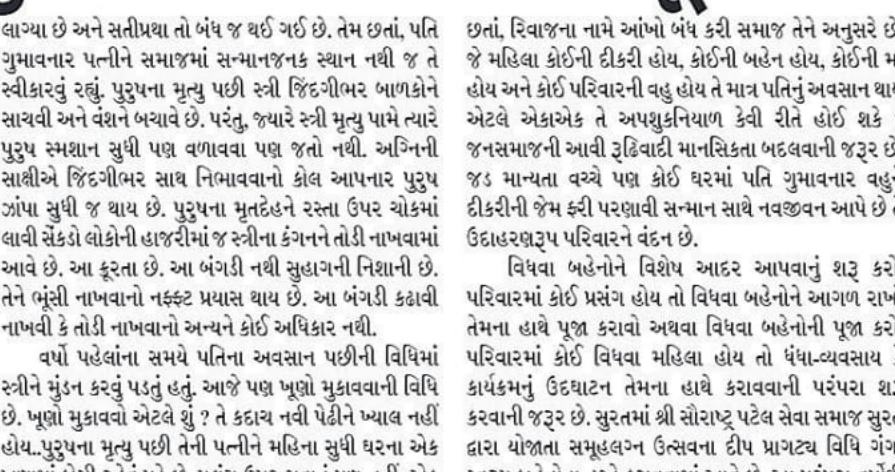 લાગ્યા છે અને સતીપ્રથા તો બંધ જ થઈ ગઈ છે. તેમ છતાં, પતિ
ગુમાવનાર પત્નીને સમાજમાં સન્માનજનક સ્થાન નથી જ તે
સ્વીકારવું રહ્યું. પુરુષના મૃત્યુ પછી સ્ત્રી જિંદગીભર બાળકોને
સાચવી અને વંશને બચાવે છે. પરંતુ, જ્યારે સ્ત્રી મૃત્યુ પામે ત્યારે
પુરુષ સ્મશાન સુધી પણ વળાવવા પણ જતો નથી. અગ્નિની
સાક્ષીએ જિંદગીભર સાથ નિભાવવાનો કોલ આપનાર પુરુષ
ઝાંપા સુધી જ થાય છે. પુરુષના મૃતદેહને રસ્તા ઉપર ચોકમાં
લાવી સેંકડો લોકોની હાજરીમાં જ સ્ત્રીના કંગનને તોડી નાખવામાં
આવે છે. આ ક્રૂરતા છે. આ બંગડી નથી સુહાગની નિશાની છે.
તેને ભૂંસી નાખવાનો નફ્ફ્ટ પ્રયાસ થાય છે. આ બંગડી કઢાવી
નાખવી કે તોડી નાખવાનો અન્યને કોઈ અધિકાર નથી.
વર્ષો પહેલાંના સમયે પતિના અવસાન પછીની વિધિમાં
સ્ત્રીને મુંડન કરવું પડતું હતું. આજે પણ ખૂણો મુકાવવાની વિધિ
છે. ખૂણો મુકાવવો એટલે શું ? તે કદાચ નવી પેઢીને ખ્યાલ નહીં
હોય..પુરુષના મૃત્યુ પછી તેની પત્નીને મહિના સુધી ઘરના એક
છતાં, રિવાજના નામે આંખો બંધ કરી સમાજ તેને અનુસરે છે
જે મહિલા કોઈની દીકરી હોય, કોઈની બહેન હોય, કોઈની
હોય અને કોઈ પરિવારની વહુ હોય તે માત્ર પતિનું અવસાન
એટલે એકાએક તે અપશુકનિયાળ કેવી રીતે હોઈ શકે
જનસમાજની આવી રૂઢિવાદી માનસિકતા બદલવાની જરૂર છે
જડ માન્યતા વચ્ચે પણ કોઈ ઘરમાં પતિ ગુમાવનાર
દીકરીની જેમ ફરી પરણાવી સન્માન સાથે નવજીવન આપે છે
ઉદાહરણરૂપ પરિવારને વંદન છે.
વિધવા બહેનોને વિશેષ આદર આપવાનું શરૂ
પરિવારમાં કોઈ પ્રસંગ હોય તો વિધવા બહેનોને આગળ
તેમના હાથે પૂજા કરાવો અથવા વિધવા બહેનોની પૂજા
પરિવારમાં કોઈ વિધવા મહિલા હોય તો ધંધા-વ્યવસાય
કાર્યક્રમનું ઉદઘાટન તેમના હાથે કરાવવાની પરંપરા
કરવાની જરૂર છે. સુરતમાં શ્રી સૌરાષ્ટ્ર પટેલ સેવા સમાજ
દ્વારા યોજાતા સમૂહલગ્ન ઉત્સવના દીપ પ્રાગટ્ય વિધિ